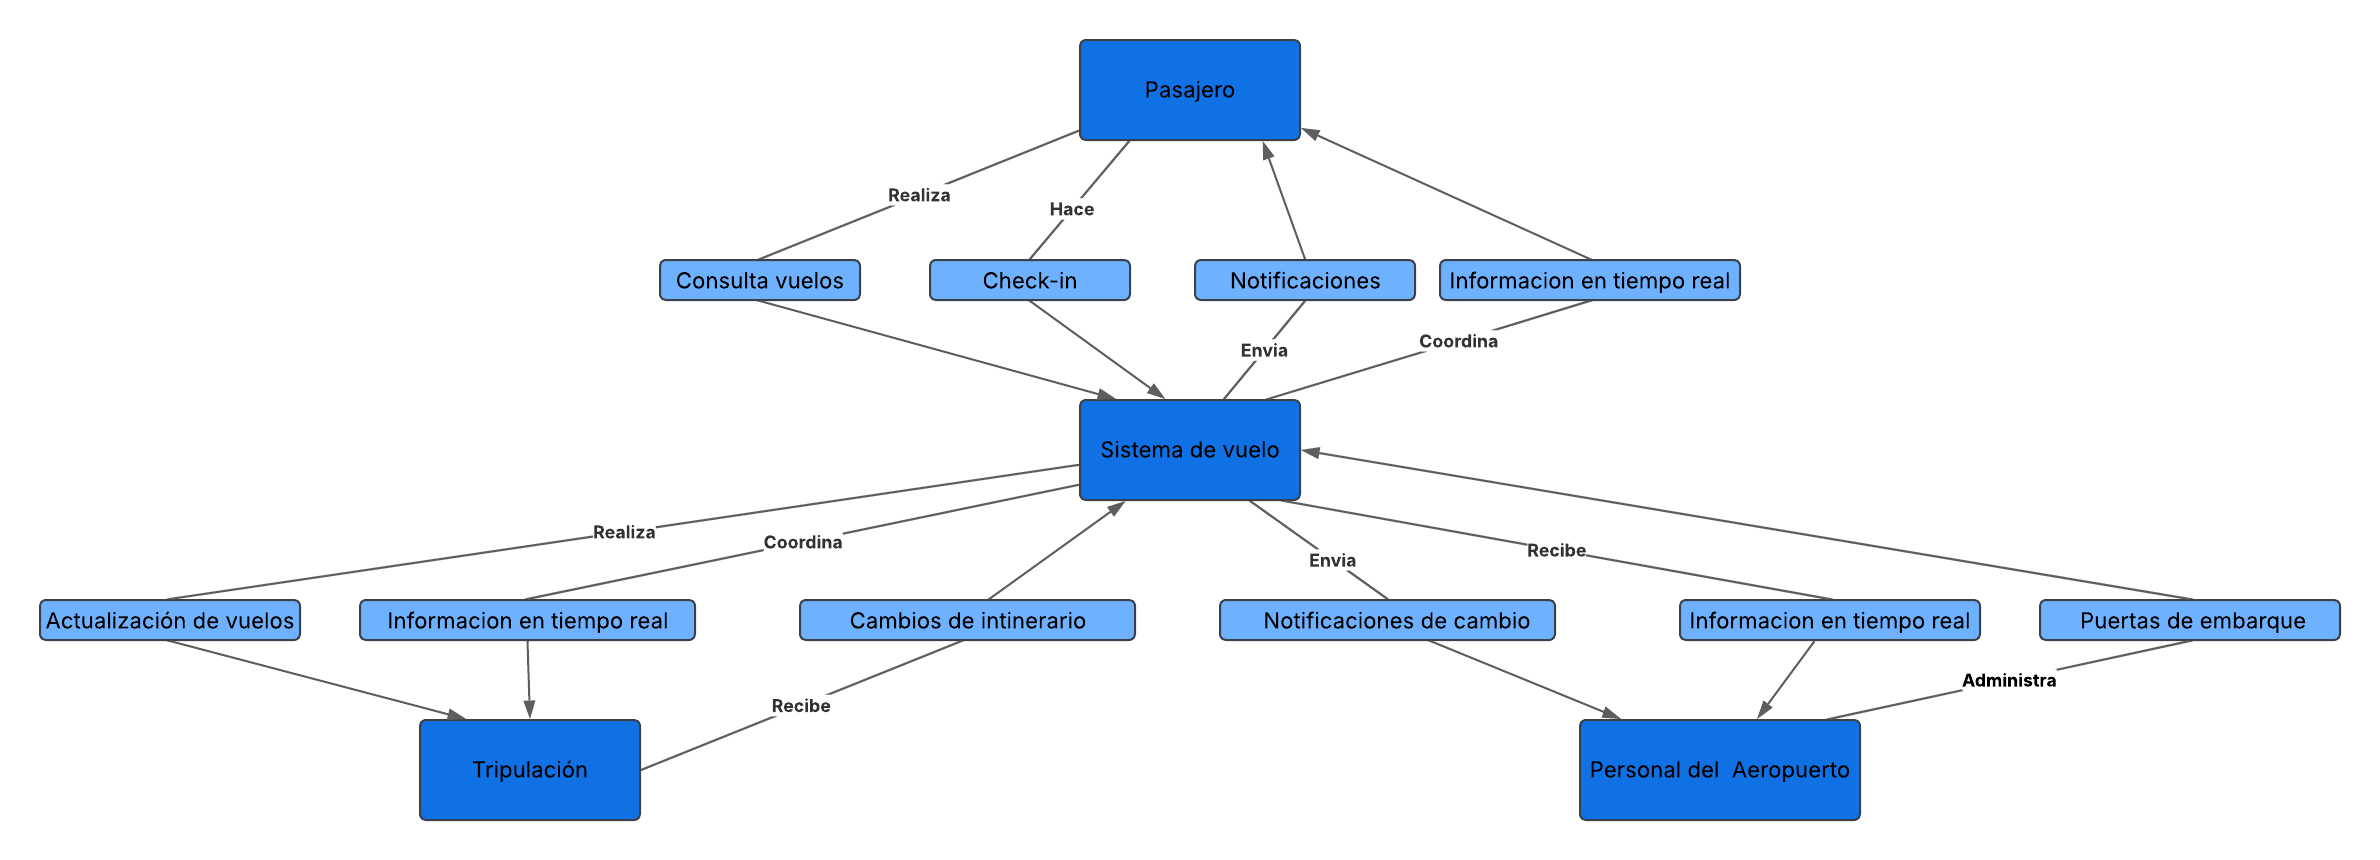 Pasajero
Realiza
Hace
Consulta vuelos
Check-in
Notificaciones
Informacion en tiempo real
Envia
Coordina
Sistema de vuelo
Realiza
Coordina
Envia
Recibe
Actualización de vuelos
Informacion en tiempo real
Cambios de intinerario
Notificaciones de cambio
Informacion en tiempo real
Puertas de embarque
Recibe
Administra
Tripulación
Personal del  Aeropuerto